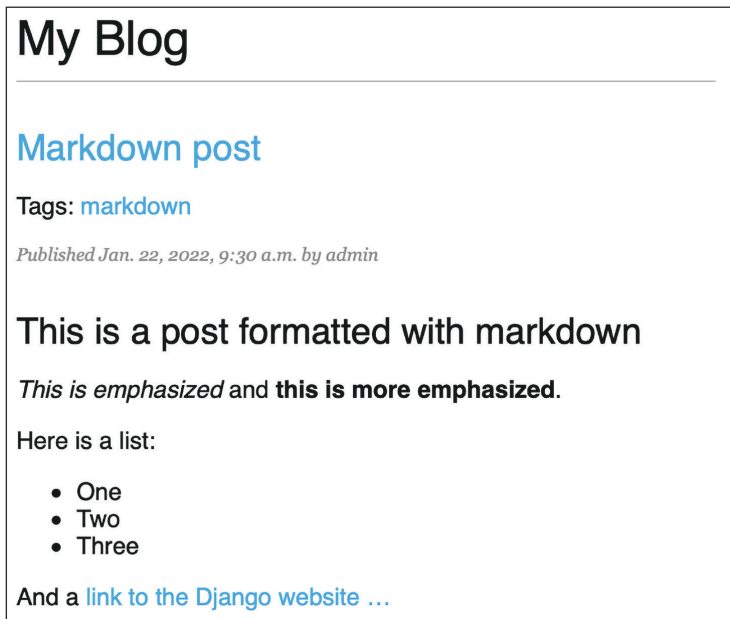 My Blog
Markdown post
Tags: markdown
Published Jan. 22, 2022, 9:30 a.m. by admin
This is a post formatted with markdown
This is emphasized and this is more emphasized.
Here is a list:
• One
• Two
• Three
And a link to the Django website …